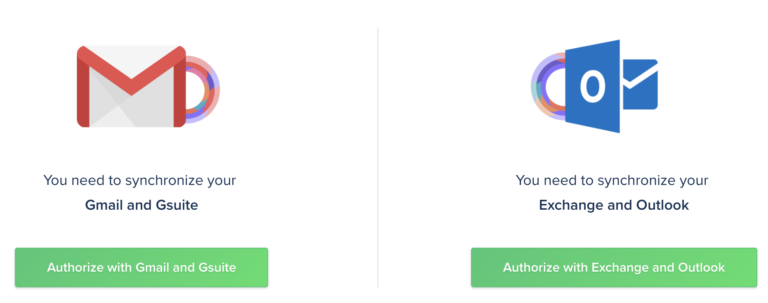 You need to synchronize your
Gmail and Gsuite
Authorize with Gmail and Gsuite
You need to synchronize your
Exchange and Outlook
Authorize with Exchange and Outlook